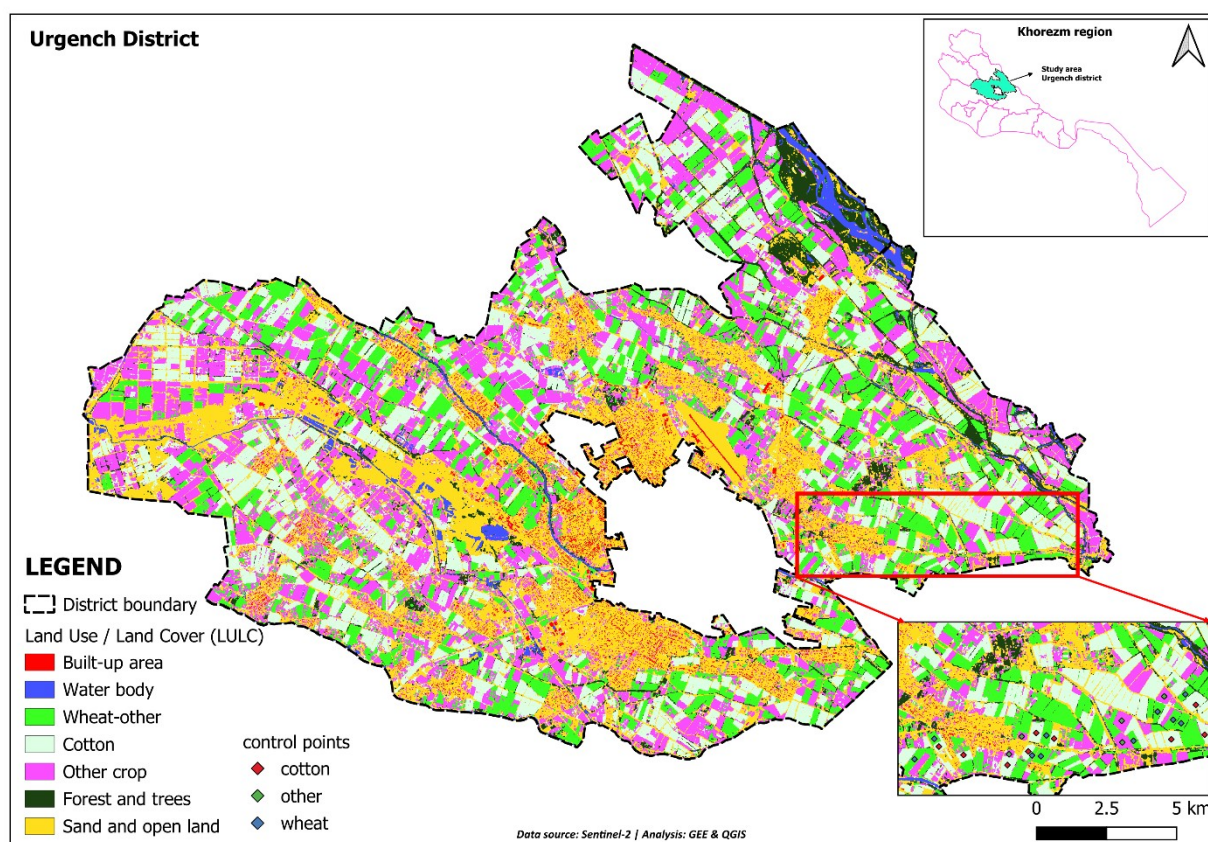 Urgench District
Khorezm region
Study area
Urgench district
LEGEND
District boundary
Land Use / Land Cover (LULC)
Built-up area
Water body
Wheat-other
Cotton
Other crop
Forest and trees
Sand and open land
control points
cotton
other
wheat
0 2.5 5 km
Data source: Sentinel-2 | Analysis: GEE & QGIS